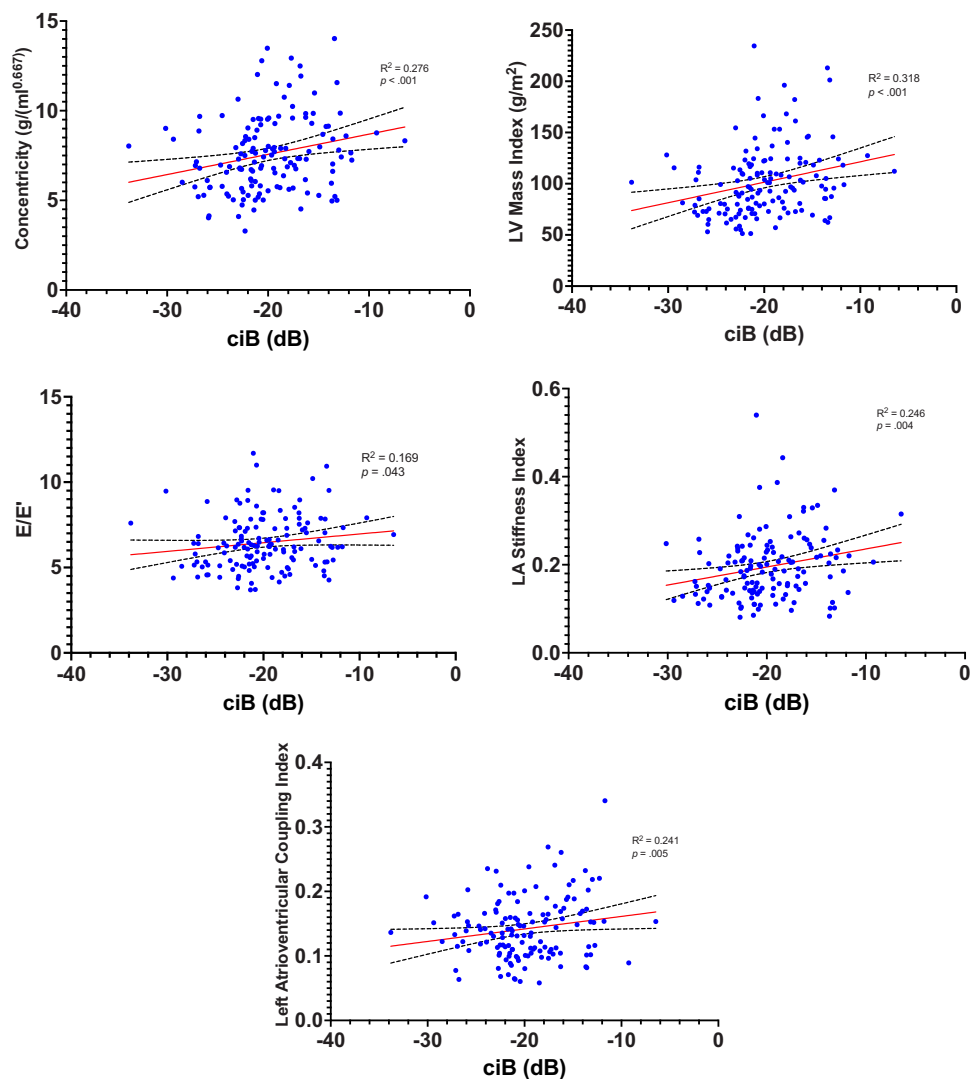 15
10
5
0
Concentricity (g/(ml^0.667))
R² = 0.276
p < .001
-40 -30 -20 -10 0
ciB (dB)
250
200
150
100
50
0
LV Mass Index (g/m²)
R² = 0.318
p < .001
-40 -30 -20 -10 0
ciB (dB)
15
10
5
0
E/E'
R² = 0.169
p = .043
-40 -30 -20 -10 0
ciB (dB)
0.6
0.4
0.2
0.0
LA Stiffness Index
R² = 0.246
p = .004
-40 -30 -20 -10 0
ciB (dB)
0.4
0.3
0.2
0.1
0.0
Left Atrioventricular Coupling Index
R² = 0.241
p = .005
-40 -30 -20 -10 0
ciB (dB)